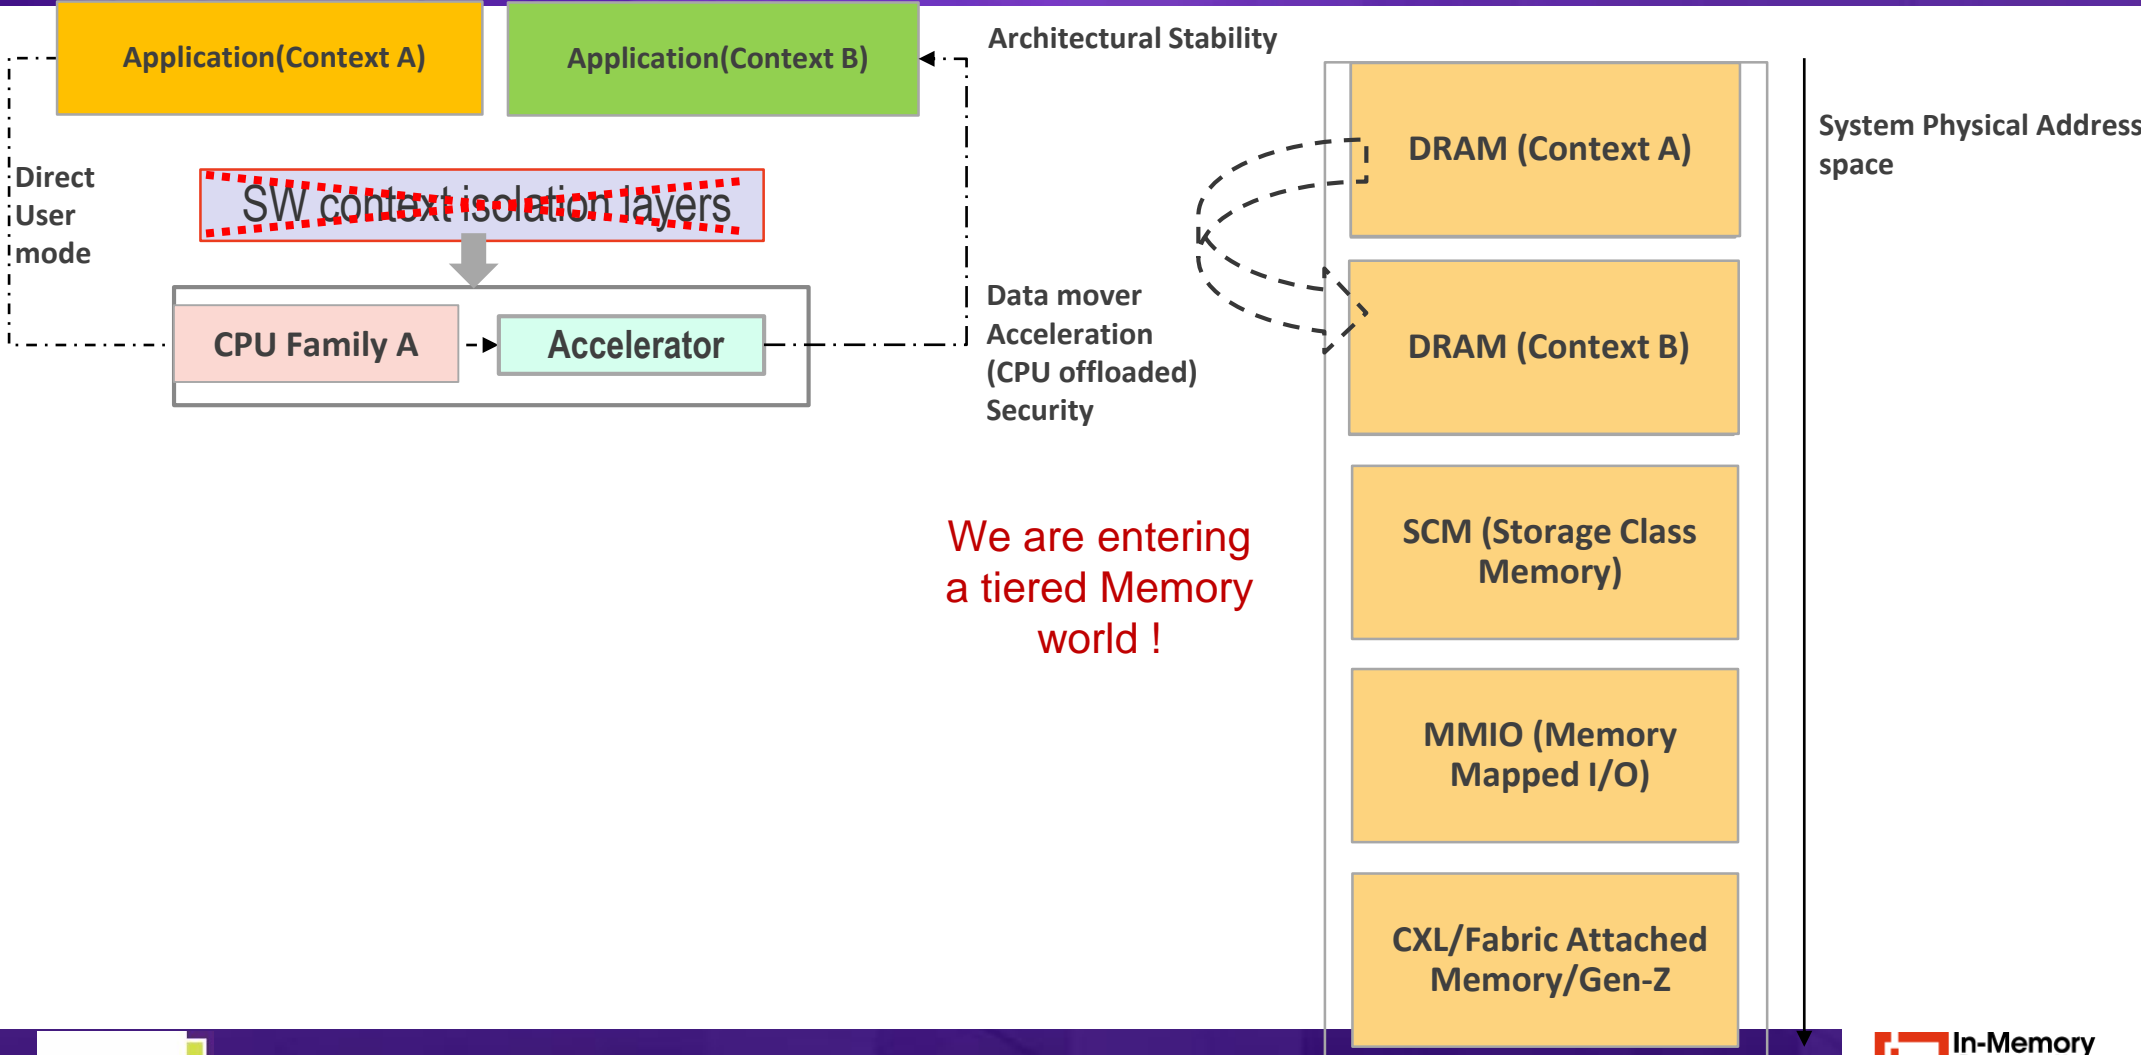 Application(Context A)
Application(Context B)
Architectural Stability
Direct
User
mode
SW context isolation layers
CPU Family A
Accelerator
Data mover
Acceleration
(CPU offloaded)
Security
We are entering
a tiered Memory
world !
DRAM (Context A)
DRAM (Context B)
SCM (Storage Class
Memory)
MMIO (Memory
Mapped I/O)
CXL/Fabric Attached
Memory/Gen-Z
System Physical Address
space
In-Memory